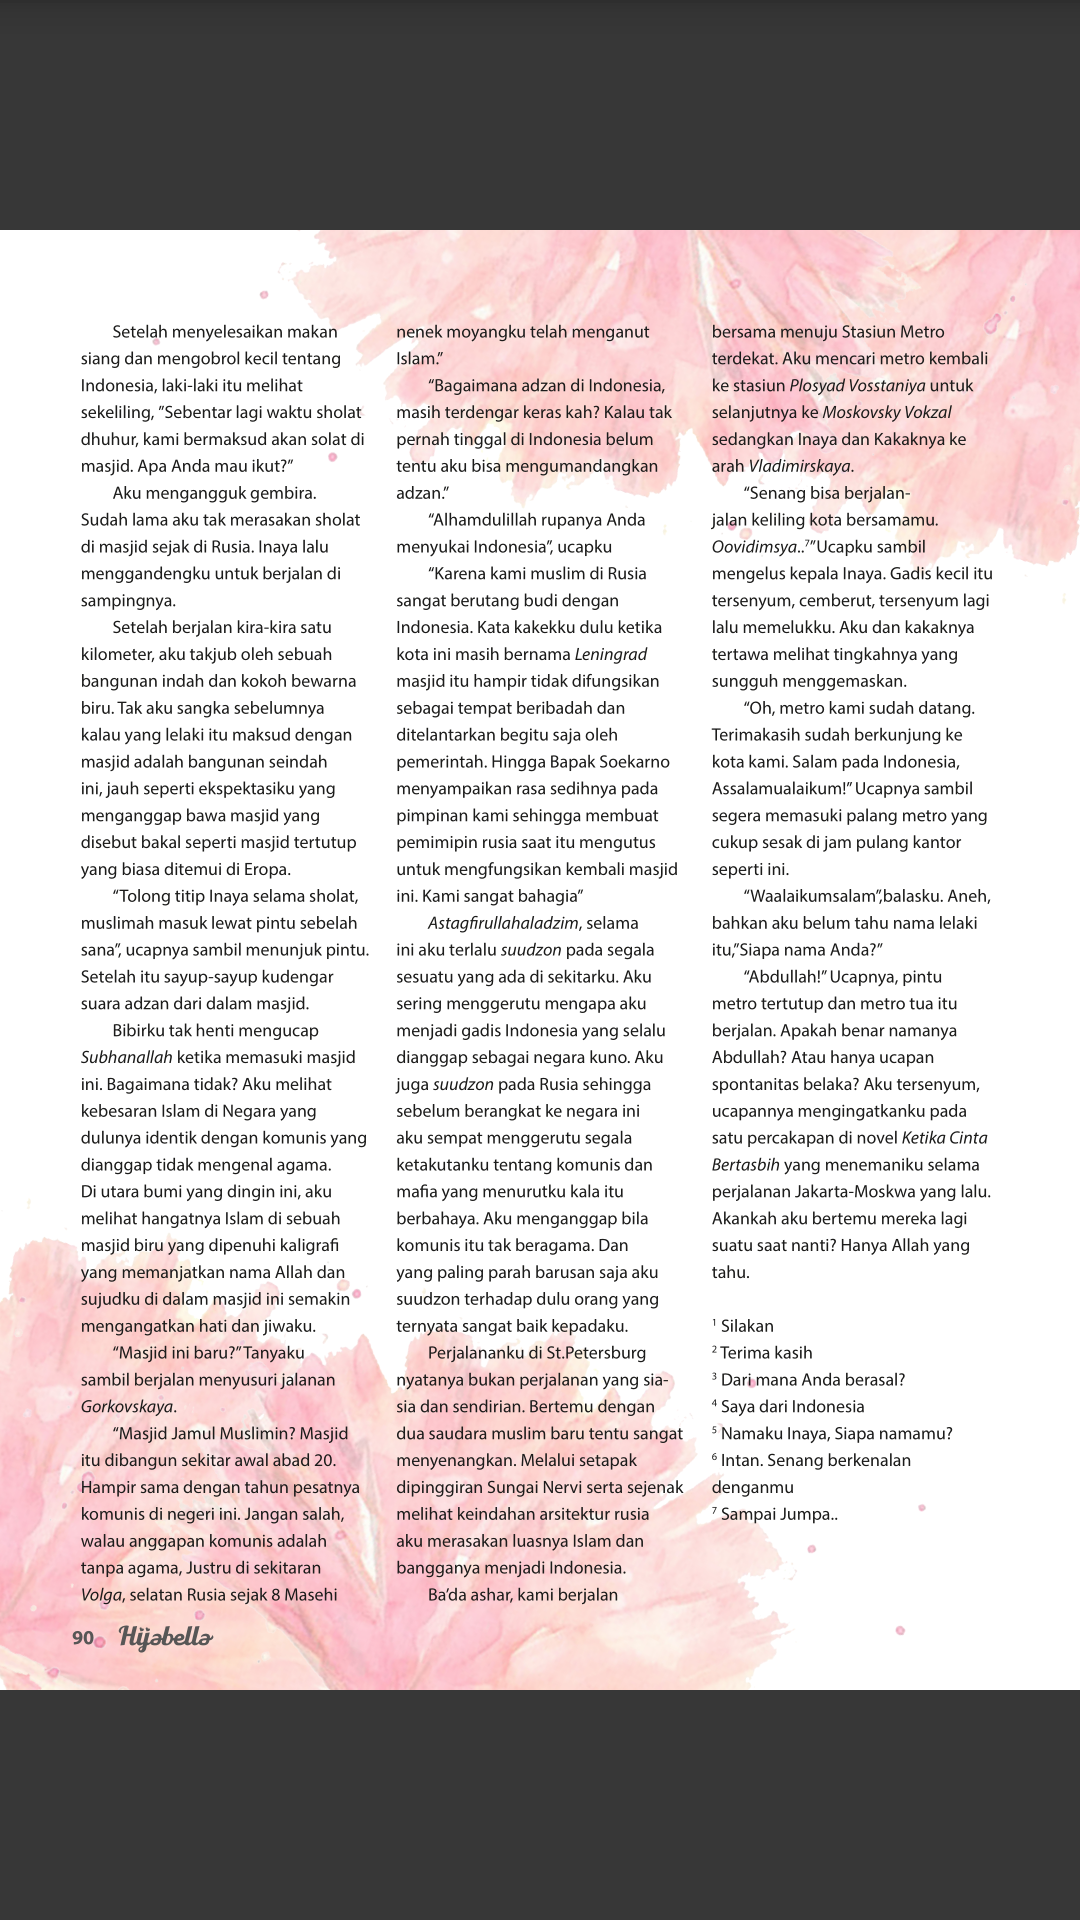 Setelah menyelesaikan makan
siang dan mengobrol kecil tentang
Indonesia, laki-laki itu melihat
sekeliling, ”Sebentar lagi waktu sholat
dhuhur, kami bermaksud akan solat di
masjid. Apa Anda mau ikut?”
Aku mengangguk gembira.
Sudah lama aku tak merasakan sholat
di masjid sejak di Rusia. Inaya lalu
menggandengku untuk berjalan di
sampingnya.
Setelah berjalan kira-kira satu
kilometer, aku takjub oleh sebuah
bangunan indah dan kokoh bewarna
biru. Tak aku sangka sebelumnya
kalau yang lelaki itu maksud dengan
masjid adalah bangunan seindah
ini, jauh seperti ekspektasiku yang
menganggap bawa masjid yang
disebut bakal seperti masjid tertutup
yang biasa ditemui di Eropa.
“Tolong titip Inaya selama sholat,
muslimah masuk lewat pintu sebelah
sana”, ucapnya sambil menunjuk pintu.
Setelah itu sayup-sayup kudengar
suara adzan dari dalam masjid.
Bibirku tak henti mengucap
Subhanallah ketika memasuki masjid
ini. Bagaimana tidak? Aku melihat
kebesaran Islam di Negara yang
dulunya identik dengan komunis yang
dianggap tidak mengenal agama.
Di utara bumi yang dingin ini, aku
melihat hangatnya Islam di sebuah
masjid biru yang dipenuhi kaligrafi
yang memanjatkan nama Allah dan
sujudku di dalam masjid ini semakin
mengangatkan hati dan jiwaku.
“Masjid ini baru?” Tanyaku
sambil berjalan menyusuri jalanan
Gorkovskaya.
“Masjid Jamul Muslimin? Masjid
itu dibangun sekitar awal abad 20.
Hampir sama dengan tahun pesatnya
komunis di negeri ini. Jangan salah,
walau anggapan komunis adalah
tanpa agama, Justru di sekitaran
Volga, selatan Rusia sejak 8 Masehi
nenek moyangku telah menganut
Islam.”
“Bagaimana adzan di Indonesia,
masih terdengar keras kah? Kalau tak
pernah tinggal di Indonesia belum
tentu aku bisa mengumandangkan
adzan.”
“Alhamdulillah rupanya Anda
menyukai Indonesia”, ucapku
“Karena kami muslim di Rusia
sangat berutang budi dengan
Indonesia. Kata kakekku dulu ketika
kota ini masih bernama Leningrad
masjid itu hampir tidak difungsikan
sebagai tempat beribadah dan
ditelantarkan begitu saja oleh
pemerintah. Hingga Bapak Soekarno
menyampaikan rasa sedihnya pada
pimpinan kami sehingga membuat
pemimipin rusia saat itu mengutus
untuk mengfungsikan kembali masjid
ini. Kami sangat bahagia”
Astagfirullahaladzim, selama
ini aku terlalu suudzon pada segala
sesuatu yang ada di sekitarku. Aku
sering menggerutu mengapa aku
menjadi gadis Indonesia yang selalu
dianggap sebagai negara kuno. Aku
juga suudzon pada Rusia sehingga
sebelum berangkat ke negara ini
aku sempat menggerutu segala
ketakutanku tentang komunis dan
mafia yang menurutku kala itu
berbahaya. Aku menganggap bila
komunis itu tak beragama. Dan
yang paling parah barusan saja aku
suudzon terhadap dulu orang yang
ternyata sangat baik kepadaku.
Perjalananku di St.Petersburg
nyatanya bukan perjalanan yang sia-
sia dan sendirian. Bertemu dengan
dua saudara muslim baru tentu sangat
menyenangkan. Melalui setapak
dipinggiran Sungai Nervi serta sejenak
melihat keindahan arsitektur rusia
aku merasakan luasnya Islam dan
bangganya menjadi Indonesia.
Ba’da ashar, kami berjalan
bersama menuju Stasiun Metro
terdekat. Aku mencari metro kembali
ke stasiun Plosyad Vosstaniya untuk
selanjutnya ke Moskovsky Vokzal
sedangkan Inaya dan Kakaknya ke
arah Vladimirskaya.
“Senang bisa berjalan-
jalan keliling kota bersamamu.
Oovidimsya..⁷” Ucapku sambil
mengelus kepala Inaya. Gadis kecil itu
tersenyum, cemberut, tersenyum lagi
lalu memelukku. Aku dan kakaknya
tertawa melihat tingkahnya yang
sungguh menggemaskan.
“Oh, metro kami sudah datang.
Terimakasih sudah berkunjung ke
kota kami. Salam pada Indonesia,
Assalamualaikum!” Ucapnya sambil
segera memasuki palang metro yang
cukup sesak di jam pulang kantor
seperti ini.
“Waalaikumsalam”,balasku. Aneh,
bahkan aku belum tahu nama lelaki
itu,”Siapa nama Anda?”
“Abdullah!” Ucapnya, pintu
metro tertutup dan metro tua itu
berjalan. Apakah benar namanya
Abdullah? Atau hanya ucapan
spontanitas belaka? Aku tersenyum,
ucapannya mengingatkanku pada
satu percakapan di novel Ketika Cinta
Bertasbih yang menemaniku selama
perjalanan Jakarta-Moskwa yang lalu.
Akankah aku bertemu mereka lagi
suatu saat nanti? Hanya Allah yang
tahu.
¹ Silakan
² Terima kasih
³ Dari mana Anda berasal?
⁴ Saya dari Indonesia
⁵ Namaku Inaya, Siapa namamu?
⁶ Intan. Senang berkenalan
denganmu
⁷ Sampai Jumpa..
90 Hijabella